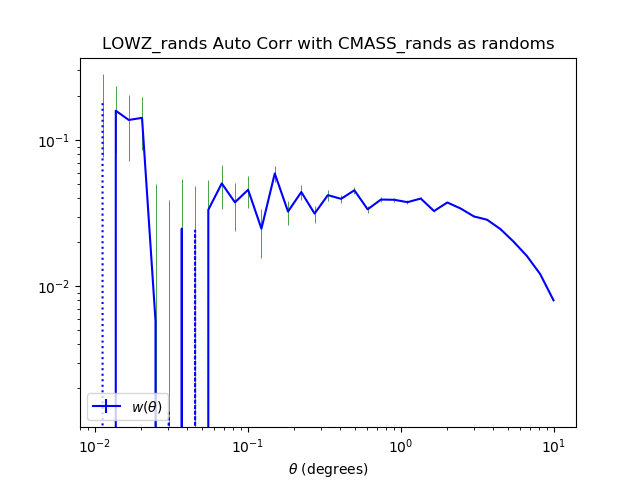 LOWZ_rands Auto Corr with CMASS_rands as randoms
10⁻¹
10⁻²
w(θ)
10⁻² 10⁻¹ 10⁰ 10¹
θ (degrees)